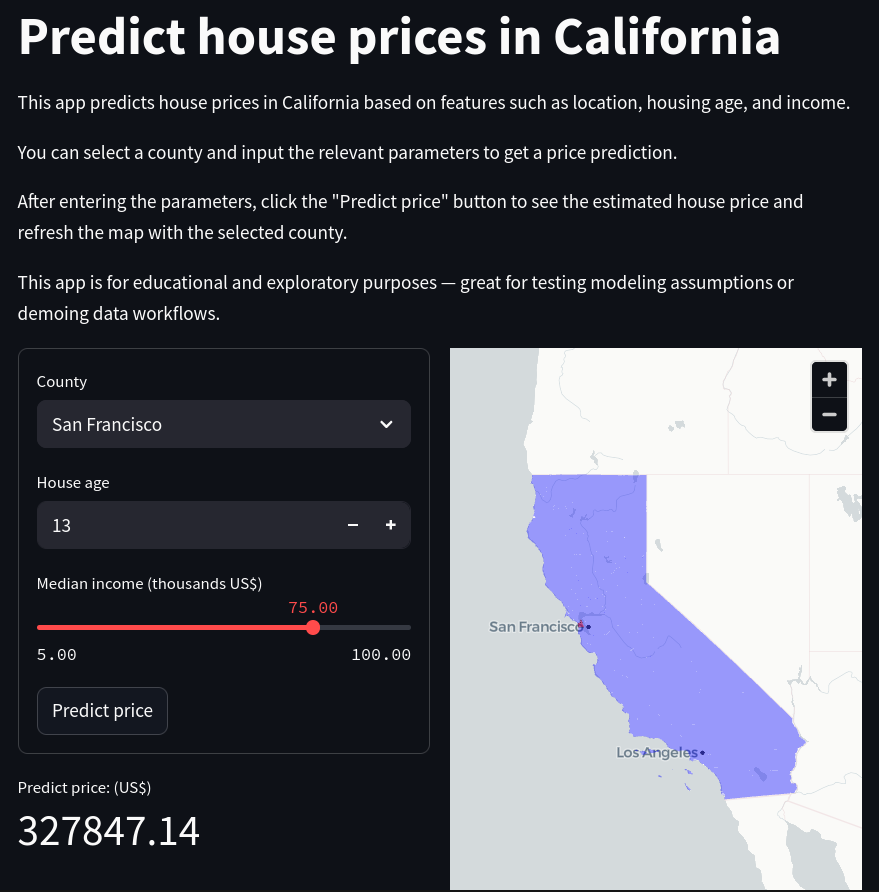 Predict house prices in California
This app predicts house prices in California based on features such as location, housing age, and income.
You can select a county and input the relevant parameters to get a price prediction.
After entering the parameters, click the "Predict price" button to see the estimated house price and
refresh the map with the selected county.
This app is for educational and exploratory purposes — great for testing modeling assumptions or
demoing data workflows.
County
San Francisco
House age
13
Median income (thousands US$)
75.00
5.00 100.00
Predict price
Predict price: (US$)
327847.14
San Francisco
Los Angeles